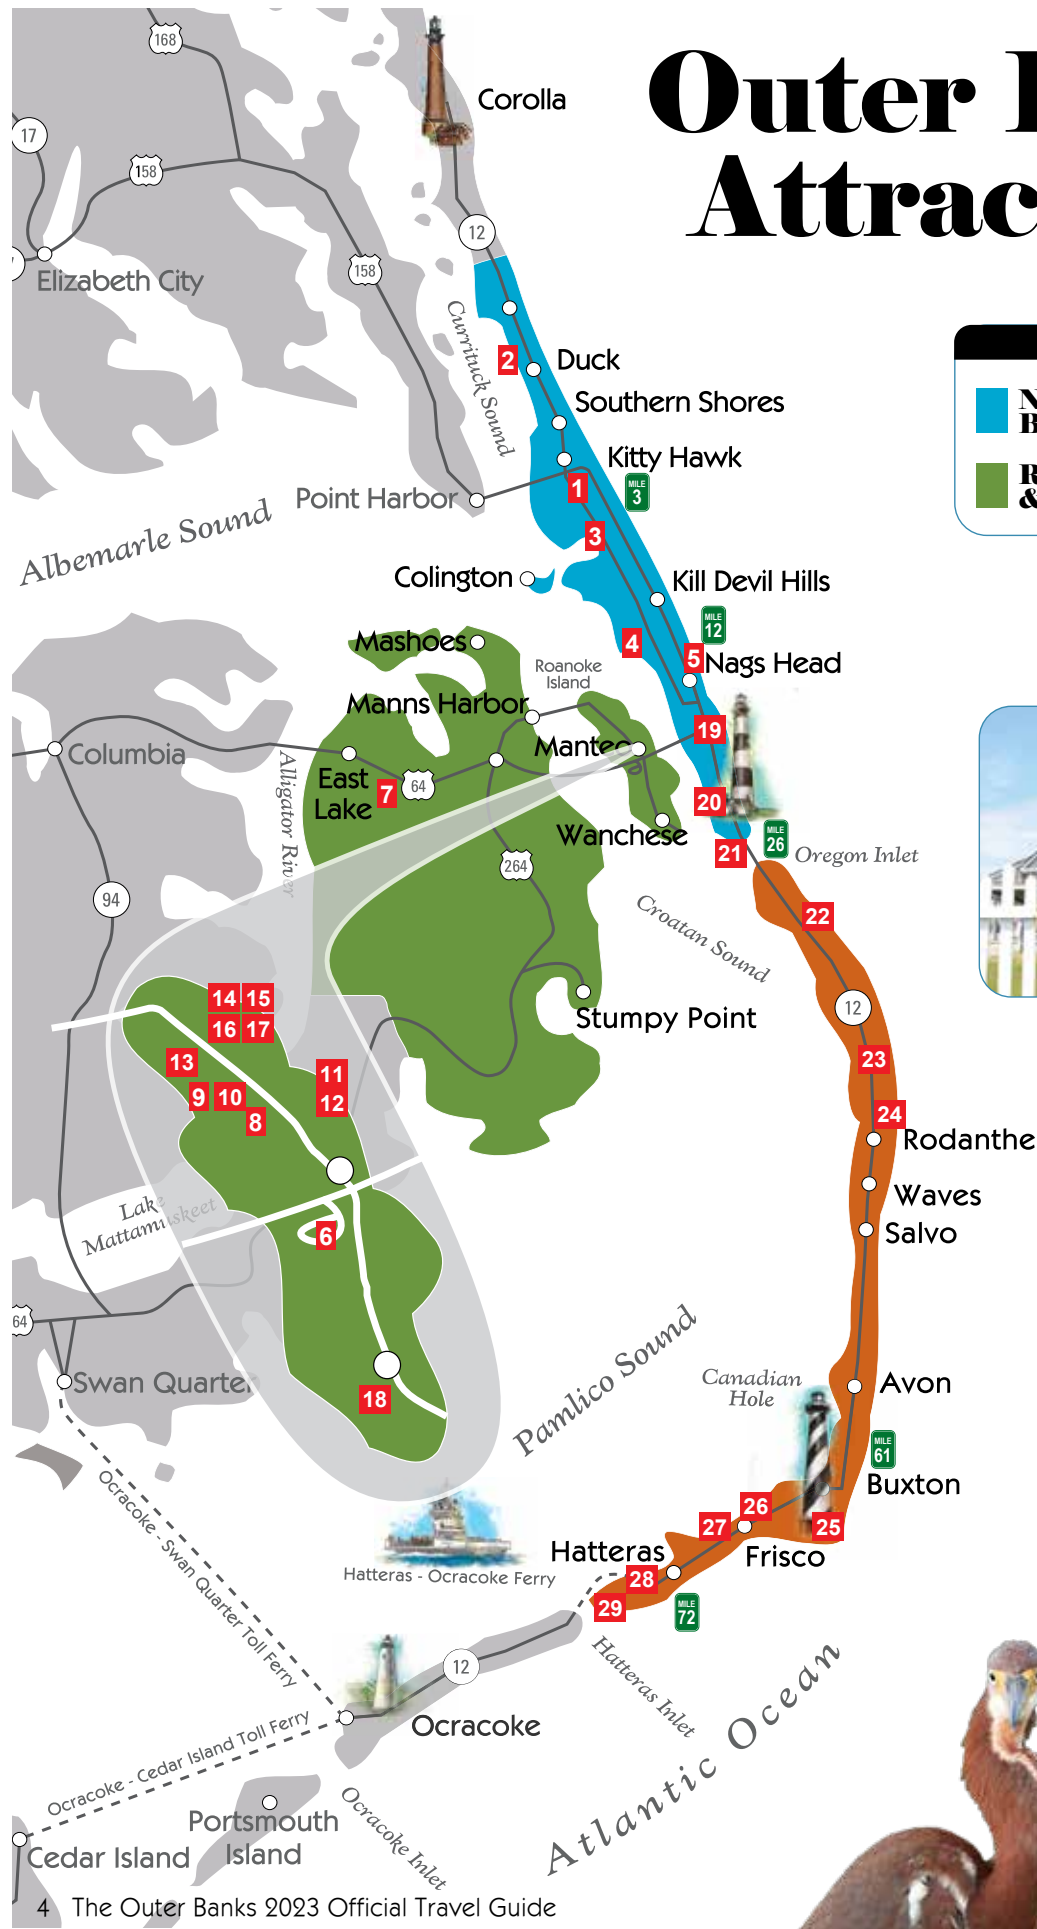 168
Corolla
Outer
Attrac
17
158
12
158
Elizabeth City
Currituck Sound
2
Duck
Southern Shores
Kitty Hawk
1
MILE
3
Point Harbor
Albemarle Sound
3
Colington
Kill Devil Hills
MILE
12
4
5
Nags Head
Mashoes
Roanoke
Island
Manns Harbor
19
Manteo
Columbia
East
Lake
7
64
Alligator River
20
Wanchese
MILE
26
21
Oregon Inlet
264
94
Croatan Sound
22
12
14 15
16 17
Stumpy Point
13
11
12
9 10
8
23
24
Rodanthe
Waves
Salvo
Lake
Mattamuskeet
6
64
Pamlico Sound
Swan Quarter
18
Canadian
Hole
Avon
MILE
61
Buxton
26
27
25
Frisco
Hatteras
Hatteras - Ocracoke Ferry
28
29
MILE
72
Ocracoke - Swan Quarter Toll Ferry
Hatteras Inlet
12
Ocracoke
Ocracoke - Cedar Island Toll Ferry
Atlantic Ocean
Ocracoke Inlet
Portsmouth
Island
Cedar Island
4 The Outer Banks 2023 Official Travel Guide